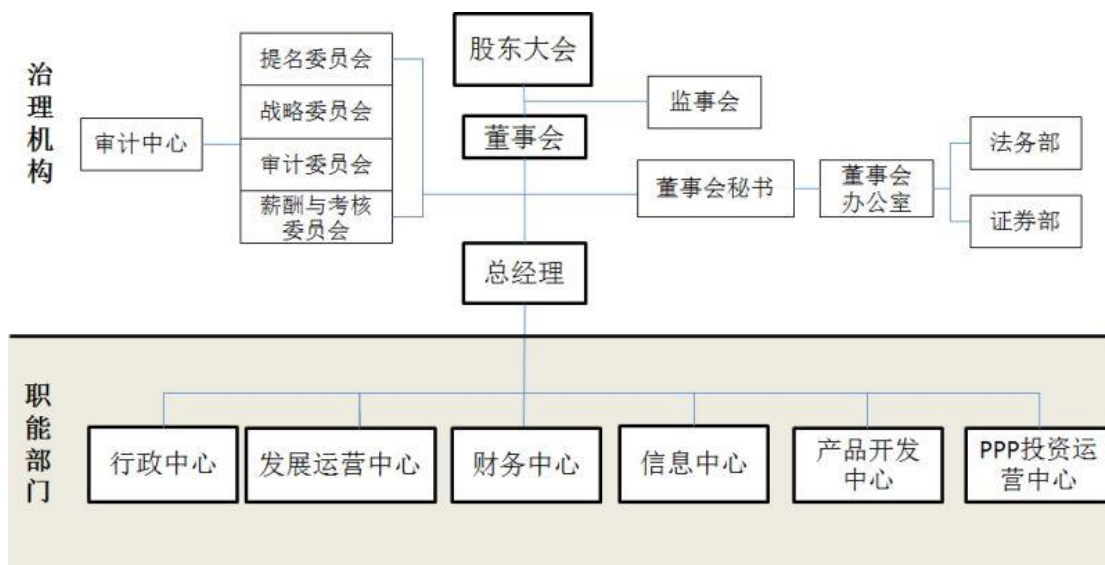 治理机构
提名委员会
战略委员会
审计委员会
薪酬与考核
委员会
审计中心
股东大会
监事会
董事会
董事会秘书
董事会
办公室
法务部
证券部
总经理
职能部门
行政中心
发展运营中心
财务中心
信息中心
产品开发
中心
PPP投资运
营中心